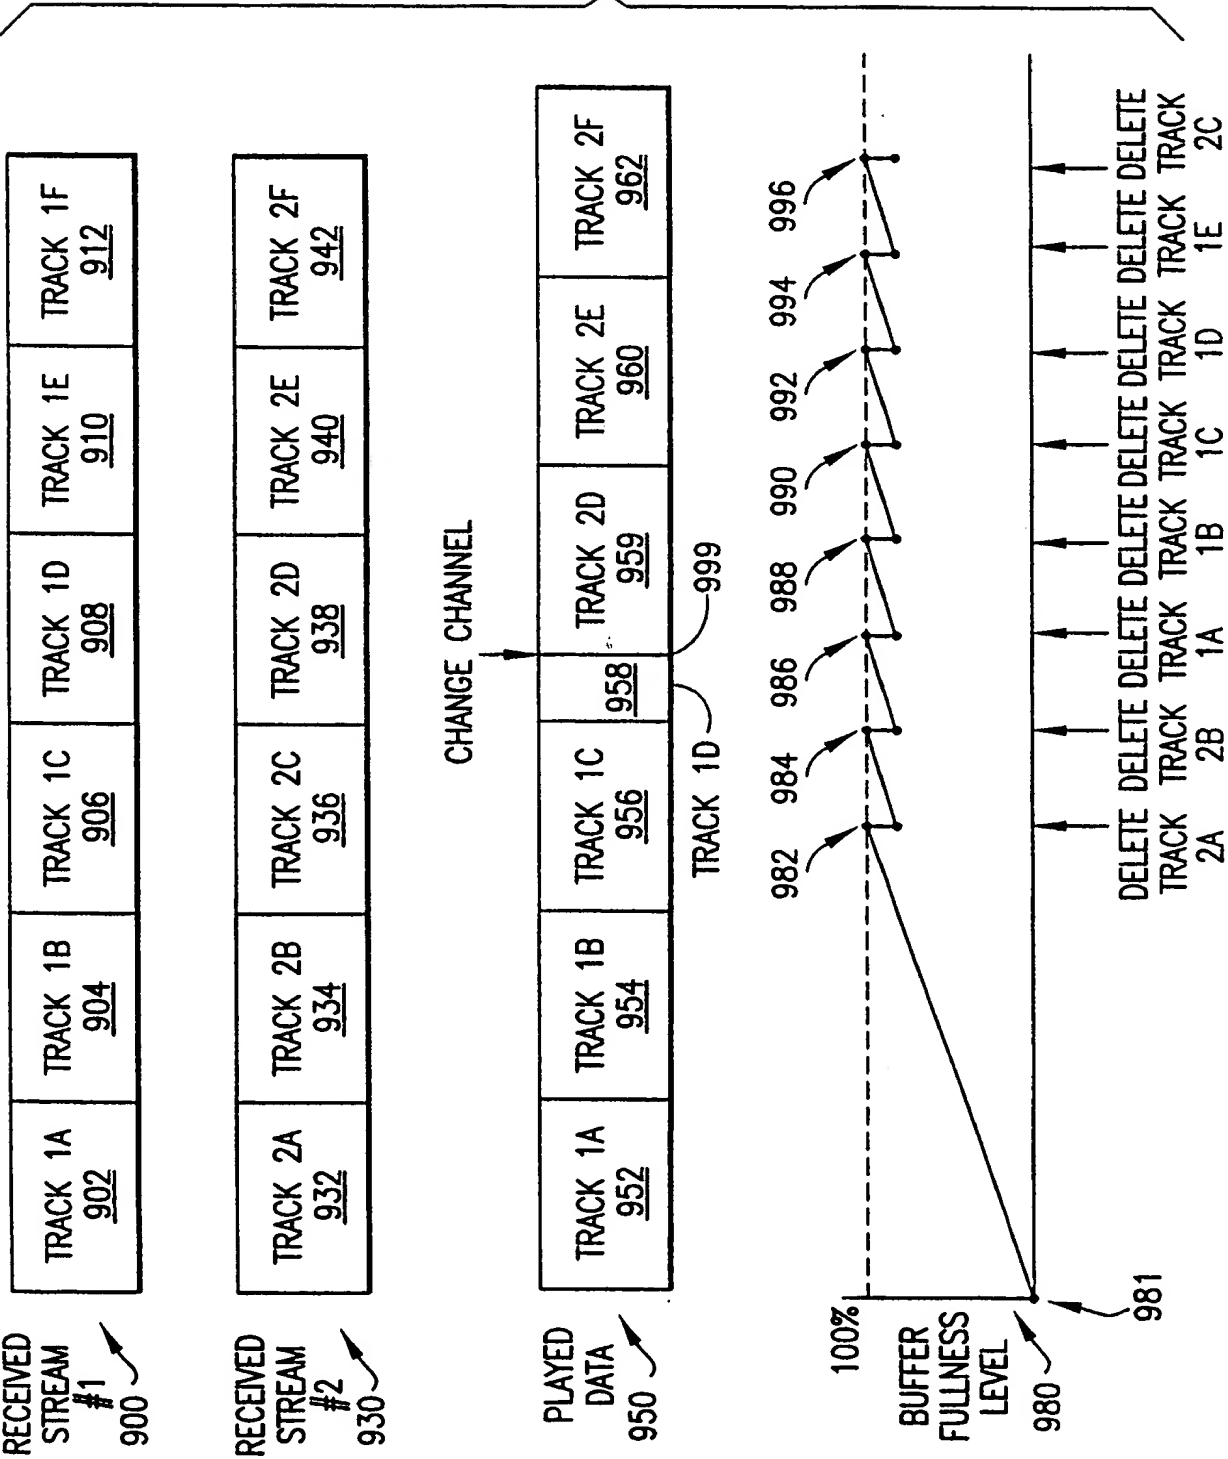 RECEIVED
STREAM
#1
900
TRACK 1A
902
TRACK 1B
904
TRACK 1C
906
TRACK 1D
908
TRACK 1E
910
TRACK 1F
912
RECEIVED
STREAM
#2
930
TRACK 2A
932
TRACK 2B
934
TRACK 2C
936
TRACK 2D
938
TRACK 2E
940
TRACK 2F
942
CHANGE CHANNEL
PLAYED
DATA
950
TRACK 1A
952
TRACK 1B
954
TRACK 1C
956
958
TRACK 2D
959
TRACK 2E
960
TRACK 2F
962
TRACK 1D
999
982
984
986
988
990
992
994
996
100%
BUFFER
FULLNESS
LEVEL
980
981
DELETE
TRACK
2A
DELETE
TRACK
2B
DELETE
TRACK
1A
DELETE
TRACK
1B
DELETE
TRACK
1C
DELETE
TRACK
1D
DELETE
TRACK
1E
DELETE
TRACK
2C